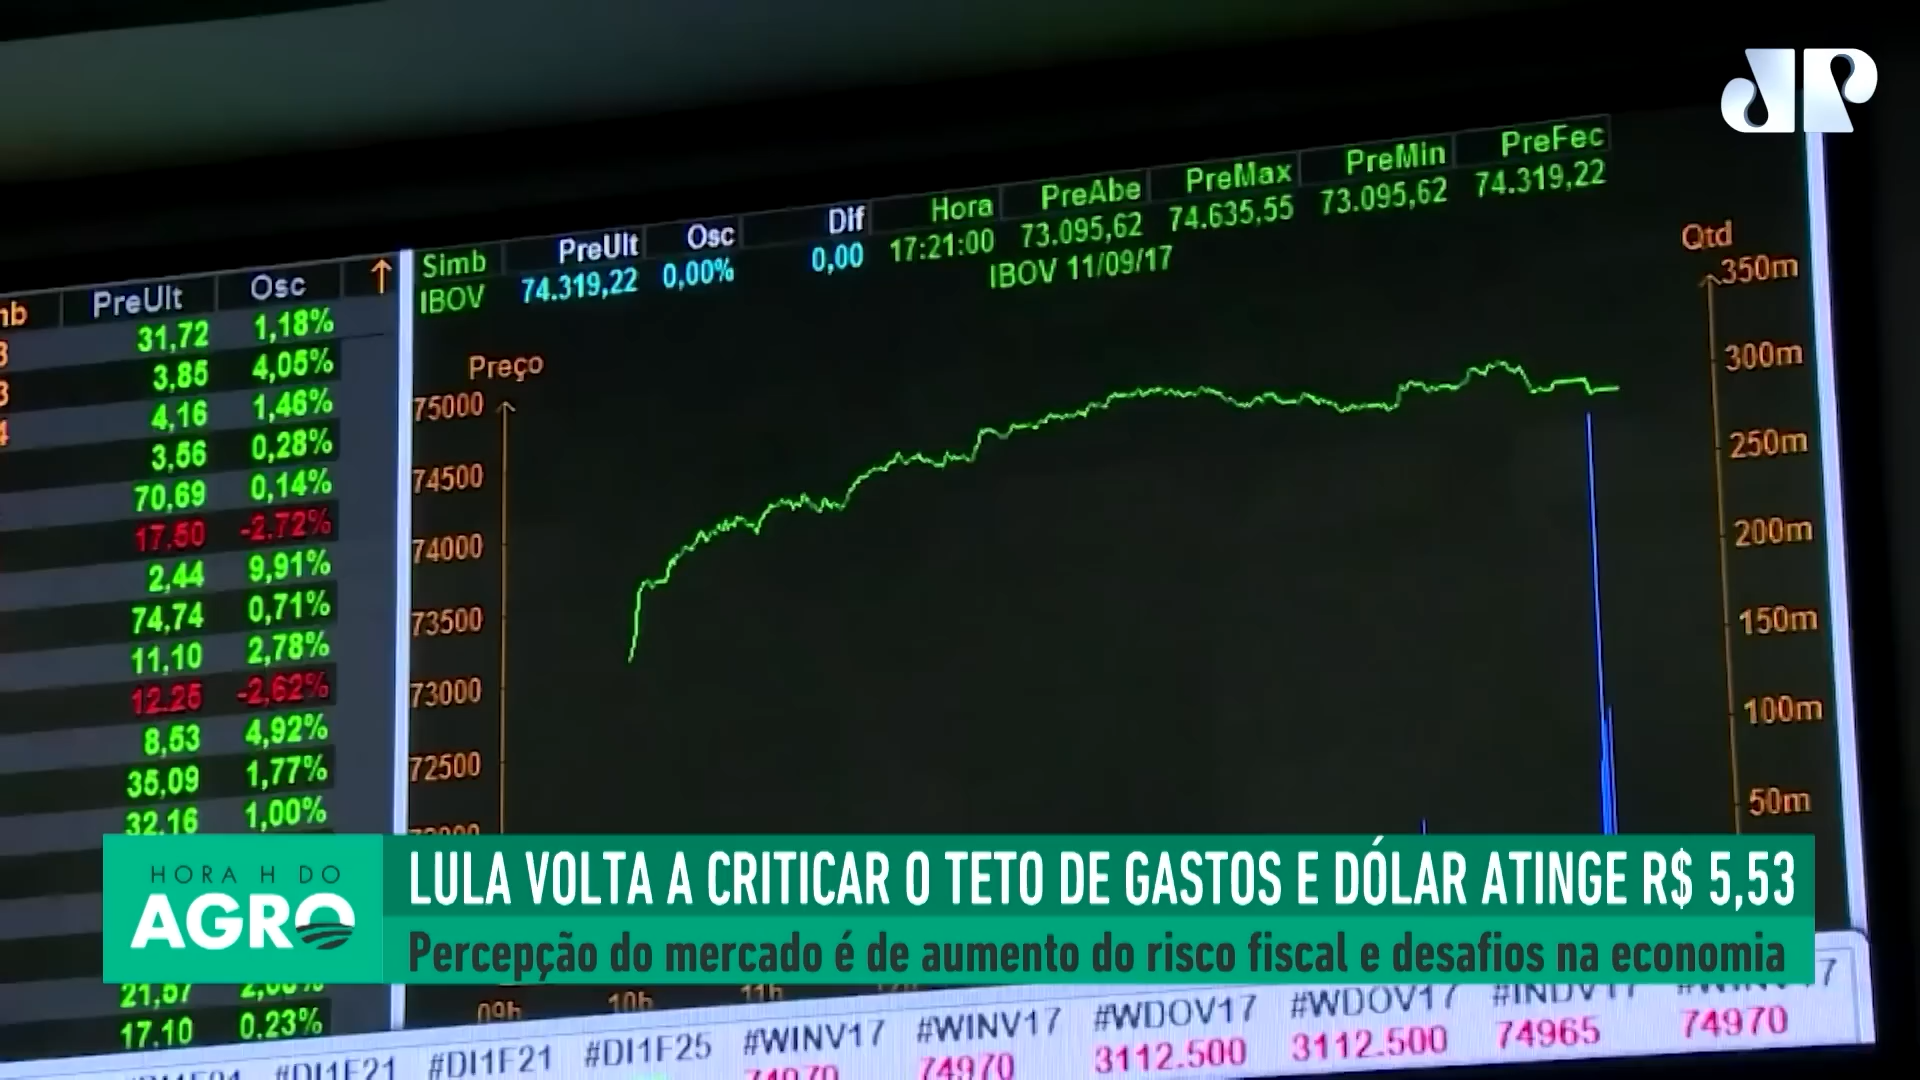 JP
Simb PreUlt Osc Dif Hora PreAbe PreMax PreMin PreFec
IBOV 74.319,22 0,00% 0,00 17:21:00 73.095,62 74.635,55 73.095,62 74.319,22
IBOV 11/09/17
PreUlt Osc ↑
31,72 1,18%
3,85 4,05%
4,16 1,46%
3,56 0,28%
70,69 0,14%
17,50 -2,72%
2,44 9,91%
74,74 0,71%
11,10 2,78%
12,25 -2,62%
8,53 4,92%
35,09 1,77%
32,16 1,00%
17,10 0,23%
Preço
75000
74500
74000
73500
73000
72500
Qtd
350m
300m
250m
200m
150m
100m
50m
HORA H DO
AGRO
LULA VOLTA A CRITICAR O TETO DE GASTOS E DÓLAR ATINGE R$ 5,53
Percepção do mercado é de aumento do risco fiscal e desafios na economia
09h 10h 11h
#DI1F21 #DI1F21 #DI1F25 #WINV17 #WINV17 #WDOV17 #WDOV17 #INDV17
74970 74970 3112.500 3112.500 74965 74970